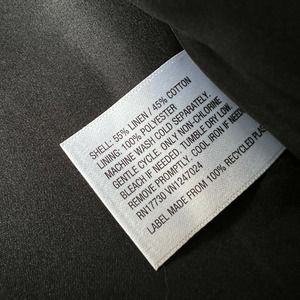 SHELL: 55% LINEN / 45% COTTON
LINING: 100% POLYESTER
MACHINE WASH COLD SEPARATELY.
GENTLE CYCLE. ONLY NON-CHLORINE
BLEACH IF NEEDED. TUMBLE DRY LOW.
REMOVE PROMPTLY. COOL IRON IF NEEDED.
RN17730 VN1247024
LABEL MADE FROM 100% RECYCLED